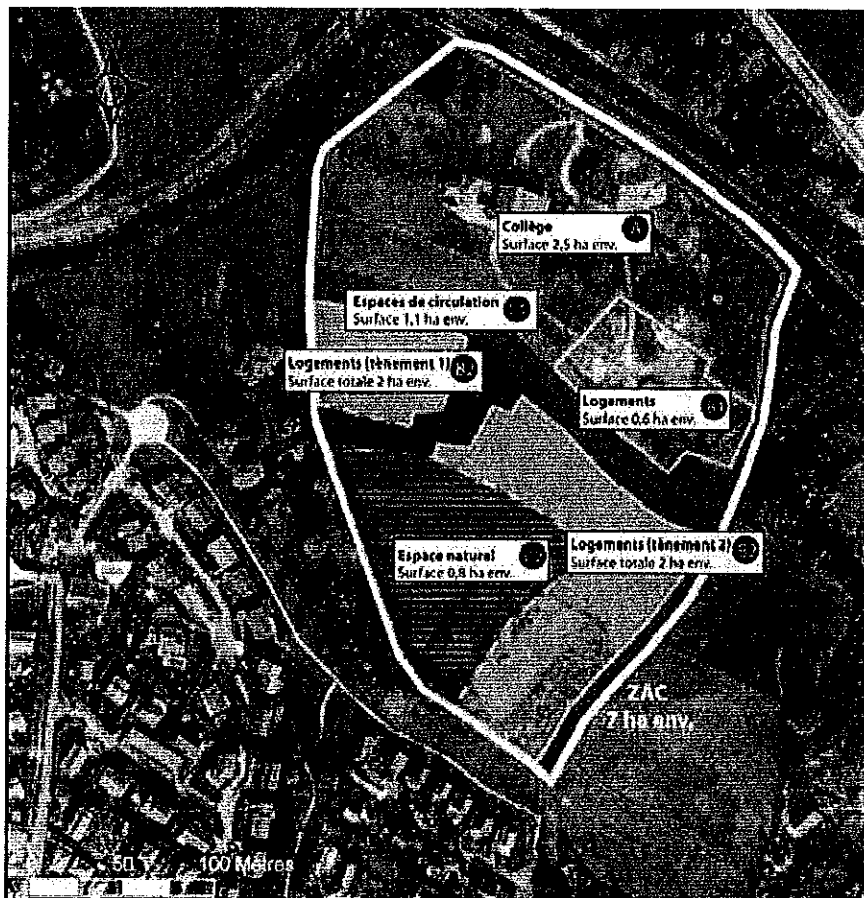 Collège
Surface 2,5 ha env.
Espaces de circulation
Surface 1,1 ha env.
Logements (tènement 1)
Surface totale 2 ha env.
Logements
Surface 0,6 ha env.
Espace naturel
Surface 0,8 ha env.
Logements (tènement 2)
Surface totale 2 ha env.
ZAC
7 ha env.
50
100 Mètres